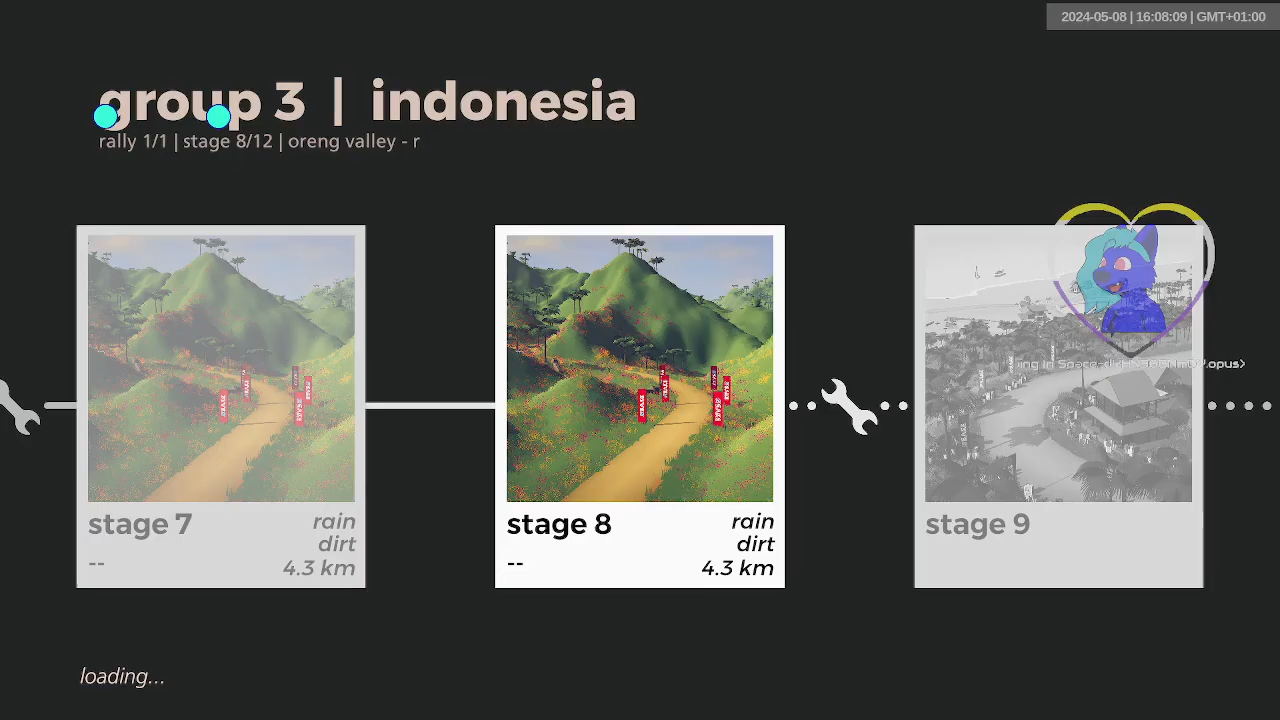 2024-05-08 | 16:08:09 | GMT+01:00
group 3 | indonesia
rally 1/1 | stage 8/12 | oreng valley - r
stage 7
rain
dirt
--
4.3 km
stage 8
rain
dirt
--
4.3 km
stage 9
loading...